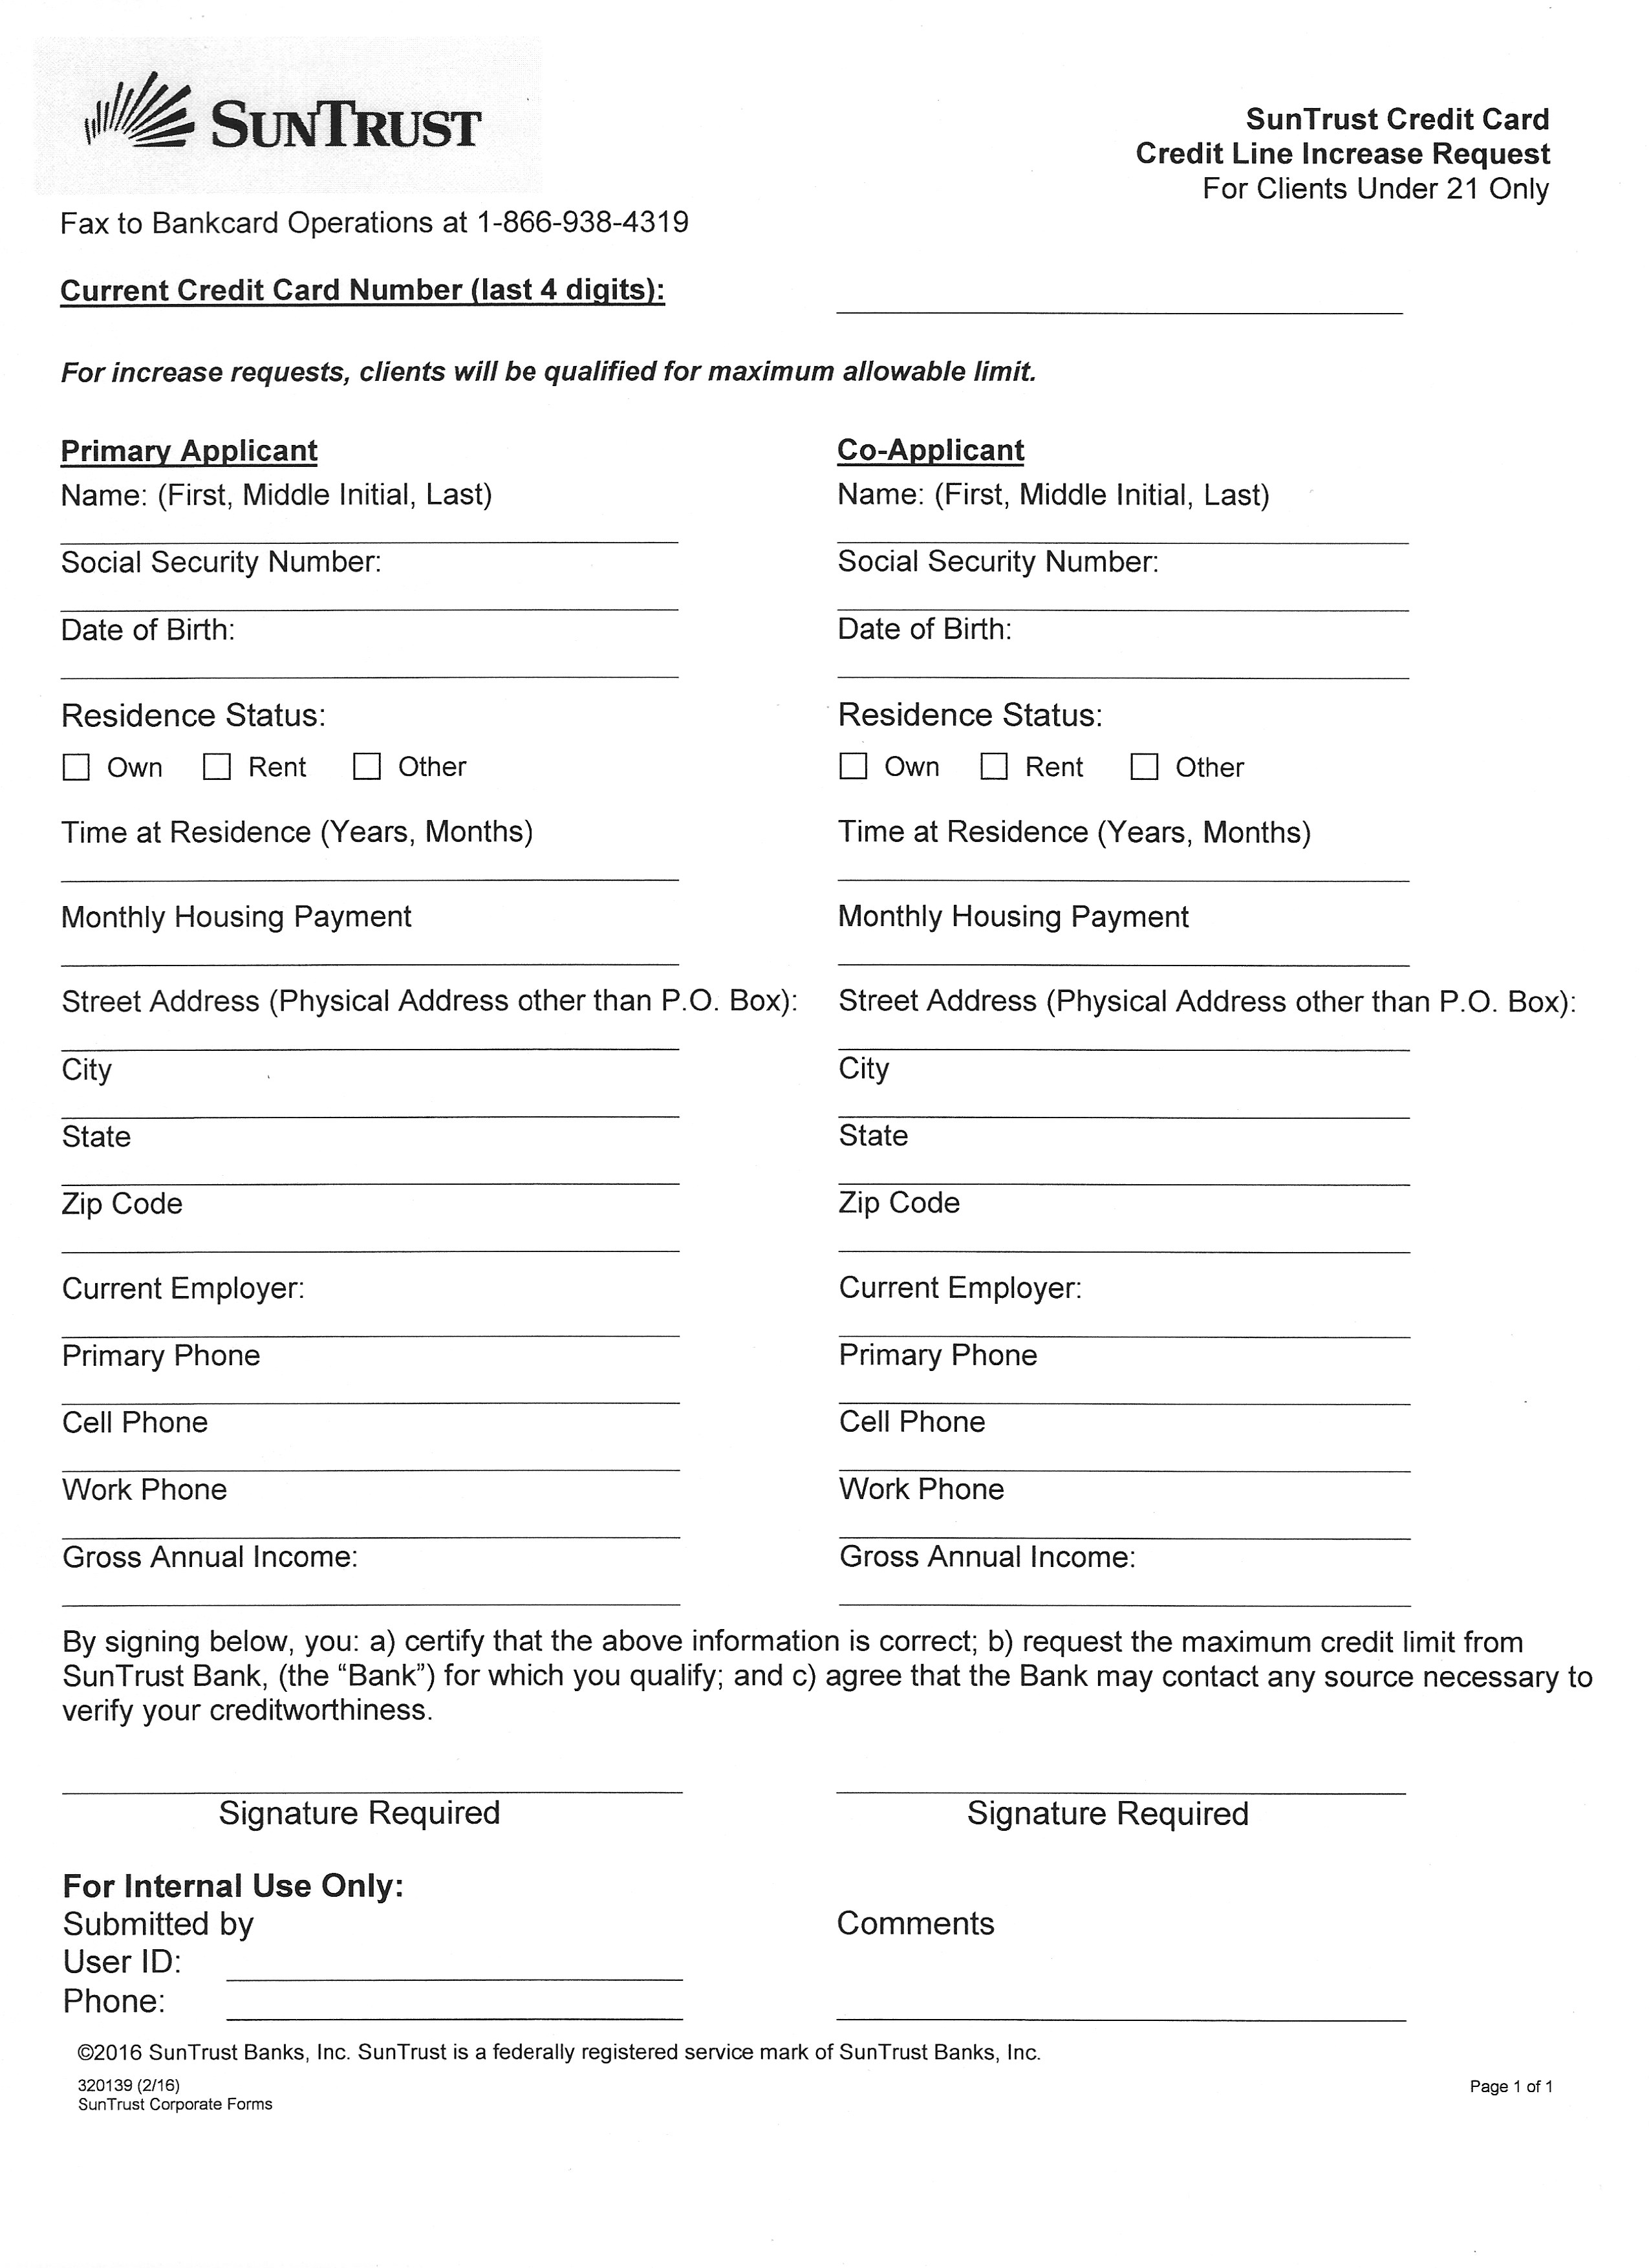 SUNTRUST
SunTrust Credit Card
Credit Line Increase Request
For Clients Under 21 Only
Fax to Bankcard Operations at 1-866-938-4319
Current Credit Card Number (last 4 digits):
For increase requests, clients will be qualified for maximum allowable limit.
Primary Applicant
Name: (First, Middle Initial, Last)
Social Security Number:
Date of Birth:
Residence Status:
Own Rent Other
Time at Residence (Years, Months)
Monthly Housing Payment
Street Address (Physical Address other than P.O. Box):
City
State
Zip Code
Current Employer:
Primary Phone
Cell Phone
Work Phone
Gross Annual Income:
Co-Applicant
Name: (First, Middle Initial, Last)
Social Security Number:
Date of Birth:
Residence Status:
Own Rent Other
Time at Residence (Years, Months)
Monthly Housing Payment
Street Address (Physical Address other than P.O. Box):
City
State
Zip Code
Current Employer:
Primary Phone
Cell Phone
Work Phone
Gross Annual Income:
By signing below, you: a) certify that the above information is correct; b) request the maximum credit limit from
SunTrust Bank, (the “Bank”) for which you qualify; and c) agree that the Bank may contact any source necessary to
verify your creditworthiness.
Signature Required
Signature Required
For Internal Use Only:
Submitted by
User ID:
Phone:
Comments
©2016 SunTrust Banks, Inc. SunTrust is a federally registered service mark of SunTrust Banks, Inc.
320139 (2/16)
SunTrust Corporate Forms
Page 1 of 1